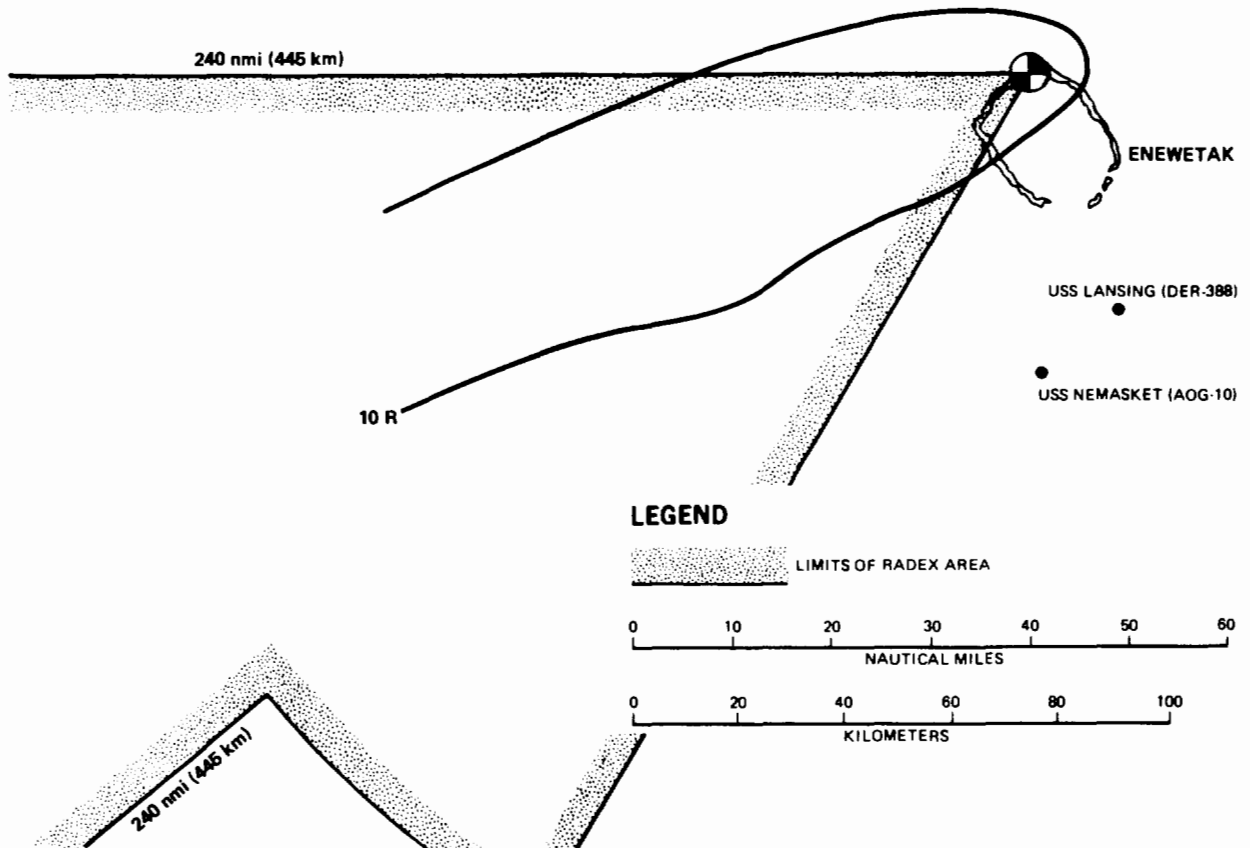 240 nmi (445 km)
ENEWETAK
USS LANSING (DER-388)
USS NEMASKET (AOG-10)
10 R
LEGEND
LIMITS OF RADEX AREA
0 10 20 30 40 50 60
NAUTICAL MILES
0 20 40 60 80 100
KILOMETERS
240 nmi (445 km)